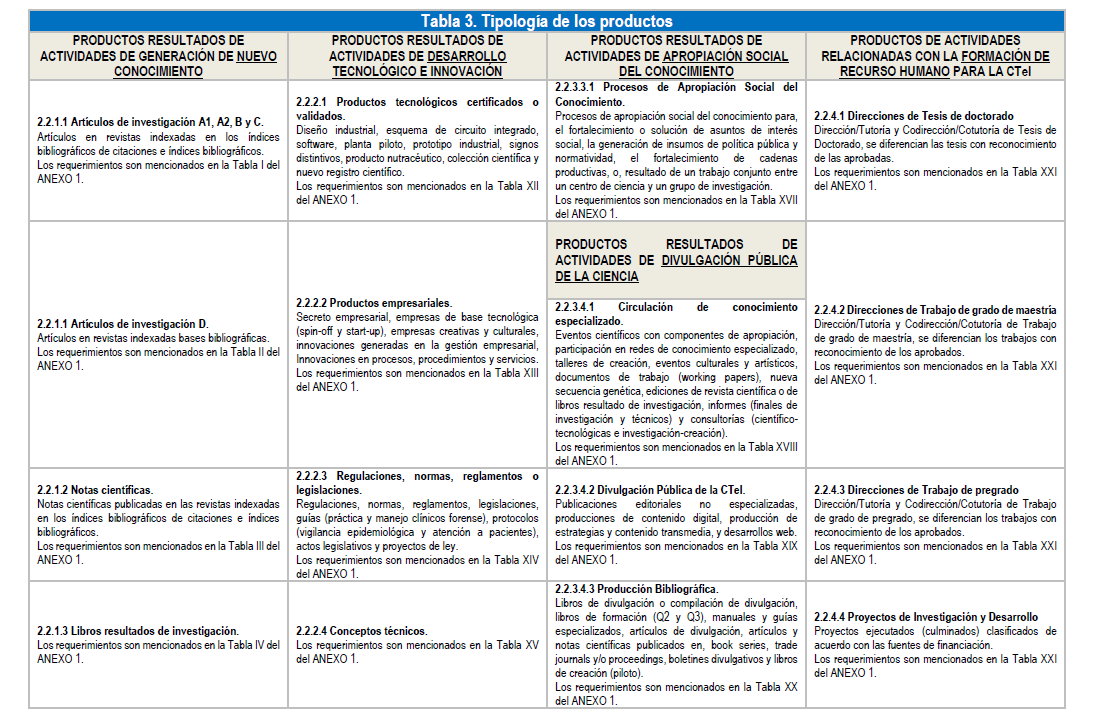 Tabla 3. Tipología de los productos
PRODUCTOS RESULTADOS DE
ACTIVIDADES DE GENERACIÓN DE NUEVO
CONOCIMIENTO
PRODUCTOS RESULTADOS DE
ACTIVIDADES DE DESARROLLO
TECNOLÓGICO E INNOVACIÓN
PRODUCTOS RESULTADOS DE
ACTIVIDADES DE APROPIACIÓN SOCIAL
DEL CONOCIMIENTO
PRODUCTOS DE ACTIVIDADES
RELACIONADAS CON LA FORMACIÓN DE
RECURSO HUMANO PARA LA CTeI
2.2.1.1 Artículos de investigación A1, A2, B y C.
Artículos en revistas indexadas en los índices
bibliográficos de citaciones e índices bibliográficos.
Los requerimientos son mencionados en la Tabla I del
ANEXO 1.
2.2.2.1 Productos tecnológicos certificados o
validados.
Diseño industrial, esquema de circuito integrado,
software, planta piloto, prototipo industrial, signos
distintivos, producto nutracéutico, colección científica y
nuevo registro científico.
Los requerimientos son mencionados en la Tabla XII
del ANEXO 1.
2.2.3.3.1 Procesos de Apropiación Social del
Conocimiento.
Procesos de apropiación social del conocimiento para,
el fortalecimiento o solución de asuntos de interés
social, la generación de insumos de política pública y
normatividad, el fortalecimiento de cadenas
productivas, o, resultado de un trabajo conjunto entre
un centro de ciencia y un grupo de investigación.
Los requerimientos son mencionados en la Tabla XVII
del ANEXO 1.
2.2.4.1 Direcciones de Tesis de doctorado
Dirección/Tutoría y Codirección/Cotutoría de Tesis de
Doctorado, se diferencian las tesis con reconocimiento
de las aprobadas.
Los requerimientos son mencionados en la Tabla XXI
del ANEXO 1.
2.2.1.1 Artículos de investigación D.
Artículos en revistas indexadas bases bibliográficas.
Los requerimientos son mencionados en la Tabla II del
ANEXO 1.
2.2.2.2 Productos empresariales.
Secreto empresarial, empresas de base tecnológica
(spin-off y start-up), empresas creativas y culturales,
innovaciones generadas en la gestión empresarial,
Innovaciones en procesos, procedimientos y servicios.
Los requerimientos son mencionados en la Tabla XIII
del ANEXO 1.
PRODUCTOS RESULTADOS DE
ACTIVIDADES DE DIVULGACIÓN PÚBLICA
DE LA CIENCIA
2.2.3.4.1 Circulación de conocimiento
especializado.
Eventos científicos con componentes de apropiación,
participación en redes de conocimiento especializado,
talleres de creación, eventos culturales y artísticos,
documentos de trabajo (working papers), nueva
secuencia genética, ediciones de revista científica o de
libros resultado de investigación, informes (finales de
investigación y técnicos) y consultorías (científico-
tecnológicas e investigación-creación).
Los requerimientos son mencionados en la Tabla XVIII
del ANEXO 1.
2.2.4.2 Direcciones de Trabajo de grado de maestría
Dirección/Tutoría y Codirección/Cotutoría de Trabajo
de grado de maestría, se diferencian los trabajos con
reconocimiento de los aprobados.
Los requerimientos son mencionados en la Tabla XXI
del ANEXO 1.
2.2.1.2 Notas científicas.
Notas científicas publicadas en las revistas indexadas
en los índices bibliográficos de citaciones e índices
bibliográficos.
Los requerimientos son mencionados en la Tabla III del
ANEXO 1.
2.2.2.3 Regulaciones, normas, reglamentos o
legislaciones.
Regulaciones, normas, reglamentos, legislaciones,
guías (práctica y manejo clínicos forense), protocolos
(vigilancia epidemiológica y atención a pacientes),
actos legislativos y proyectos de ley.
Los requerimientos son mencionados en la Tabla XIV
del ANEXO 1.
2.2.3.4.2 Divulgación Pública de la CTeI.
Publicaciones editoriales no especializadas,
producciones de contenido digital, producción de
estrategias y contenido transmedia, y desarrollos web.
Los requerimientos son mencionados en la Tabla XIX
del ANEXO 1.
2.2.4.3 Direcciones de Trabajo de pregrado
Dirección/Tutoría y Codirección/Cotutoría de Trabajo
de grado de pregrado, se diferencian los trabajos con
reconocimiento de los aprobados.
Los requerimientos son mencionados en la Tabla XXI
del ANEXO 1.
2.2.1.3 Libros resultados de investigación.
Los requerimientos son mencionados en la Tabla IV del
ANEXO 1.
2.2.2.4 Conceptos técnicos.
Los requerimientos son mencionados en la Tabla XV
del ANEXO 1.
2.2.3.4.3 Producción Bibliográfica.
Libros de divulgación o compilación de divulgación,
libros de formación (Q2 y Q3), manuales y guías
especializados, artículos de divulgación, artículos y
notas científicas publicados en, book series, trade
journals y/o proceedings, boletines divulgativos y libros
de creación (piloto).
Los requerimientos son mencionados en la Tabla XX
del ANEXO 1.
2.2.4.4 Proyectos de Investigación y Desarrollo
Proyectos ejecutados (culminados) clasificados de
acuerdo con las fuentes de financiación.
Los requerimientos son mencionados en la Tabla XXI
del ANEXO 1.